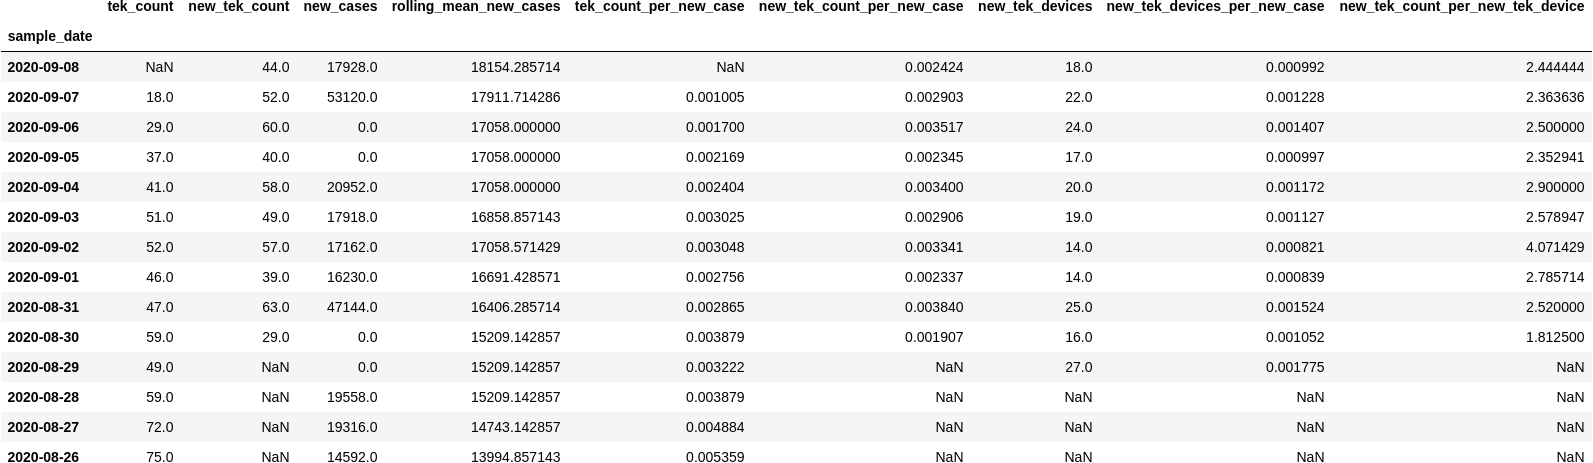 tek_count new_tek_count new_cases rolling_mean_new_cases tek_count_per_new_case new_tek_count_per_new_case new_tek_devices new_tek_devices_per_new_case new_tek_count_per_new_tek_device
sample_date
2020-09-08 NaN 44.0 17928.0 18154.285714 NaN 0.002424 18.0 0.000992 2.444444
2020-09-07 18.0 52.0 53120.0 17911.714286 0.001005 0.002903 22.0 0.001228 2.363636
2020-09-06 29.0 60.0 0.0 17058.000000 0.001700 0.003517 24.0 0.001407 2.500000
2020-09-05 37.0 40.0 0.0 17058.000000 0.002169 0.002345 17.0 0.000997 2.352941
2020-09-04 41.0 58.0 20952.0 17058.000000 0.002404 0.003400 20.0 0.001172 2.900000
2020-09-03 51.0 49.0 17918.0 16858.857143 0.003025 0.002906 19.0 0.001127 2.578947
2020-09-02 52.0 57.0 17162.0 17058.571429 0.003048 0.003341 14.0 0.000821 4.071429
2020-09-01 46.0 39.0 16230.0 16691.428571 0.002756 0.002337 14.0 0.000839 2.785714
2020-08-31 47.0 63.0 47144.0 16406.285714 0.002865 0.003840 25.0 0.001524 2.520000
2020-08-30 59.0 29.0 0.0 15209.142857 0.003879 0.001907 16.0 0.001052 1.812500
2020-08-29 49.0 NaN 0.0 15209.142857 0.003222 NaN 27.0 0.001775 NaN
2020-08-28 59.0 NaN 19558.0 15209.142857 0.003879 NaN NaN NaN NaN
2020-08-27 72.0 NaN 19316.0 14743.142857 0.004884 NaN NaN NaN NaN
2020-08-26 75.0 NaN 14592.0 13994.857143 0.005359 NaN NaN NaN NaN